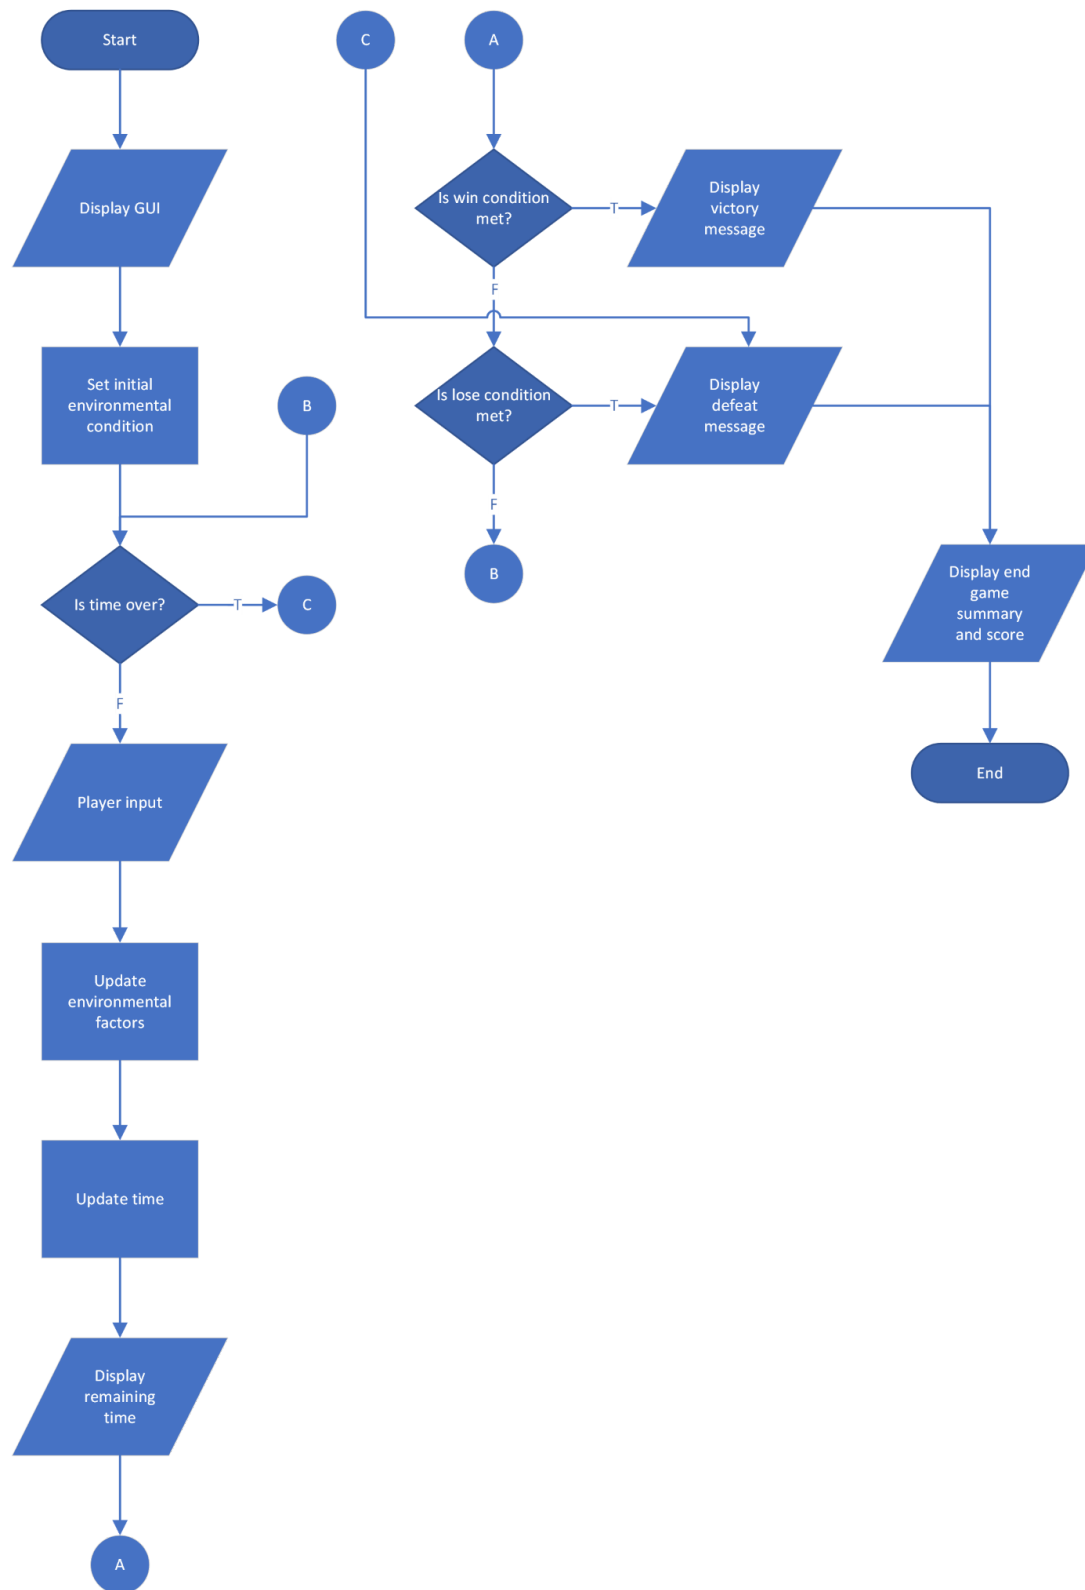 Start
Display GUI
Set initial
environmental
condition
B
Is time over?
T
C
F
Player input
Update
environmental
factors
Update time
Display
remaining
time
A
C
A
Is win condition
met?
T
Display
victory
message
F
Is lose condition
met?
T
Display
defeat
message
F
B
Display end
game
summary
and score
End